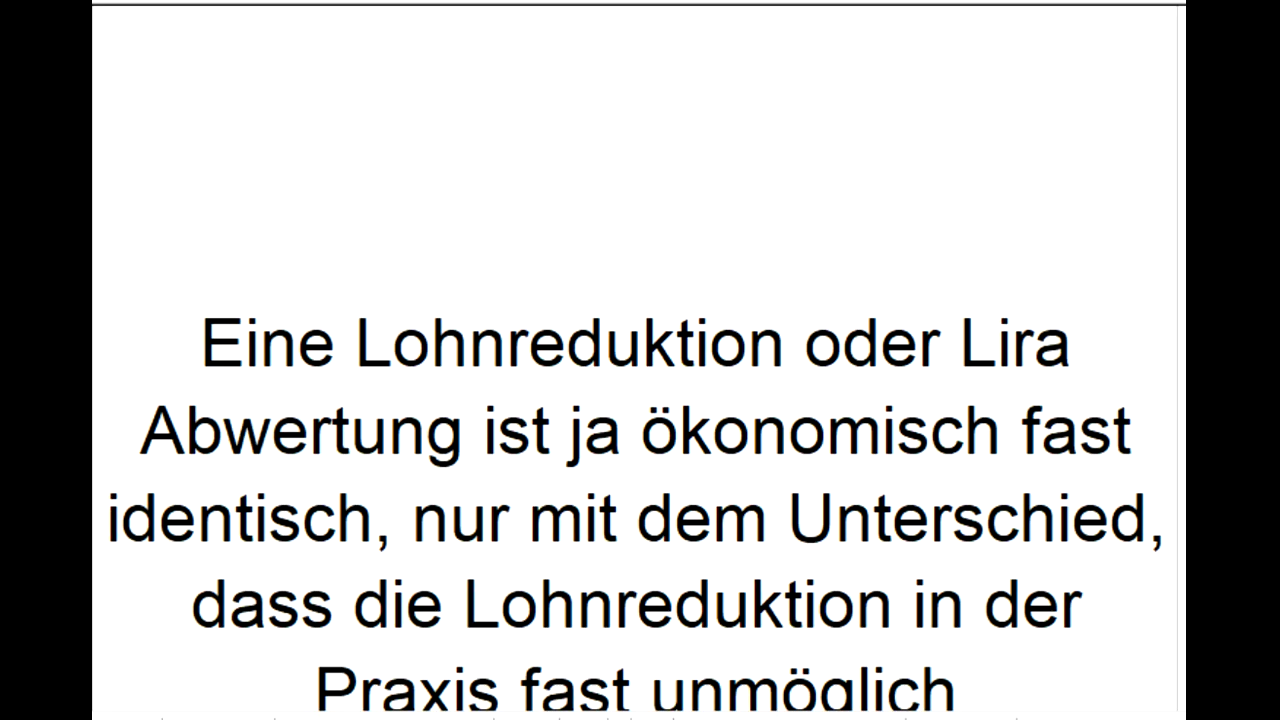 Eine Lohnreduktion oder Lira
Abwertung ist ja ökonomisch fast
identisch, nur mit dem Unterschied,
dass die Lohnreduktion in der
Praxis fast unmöglich